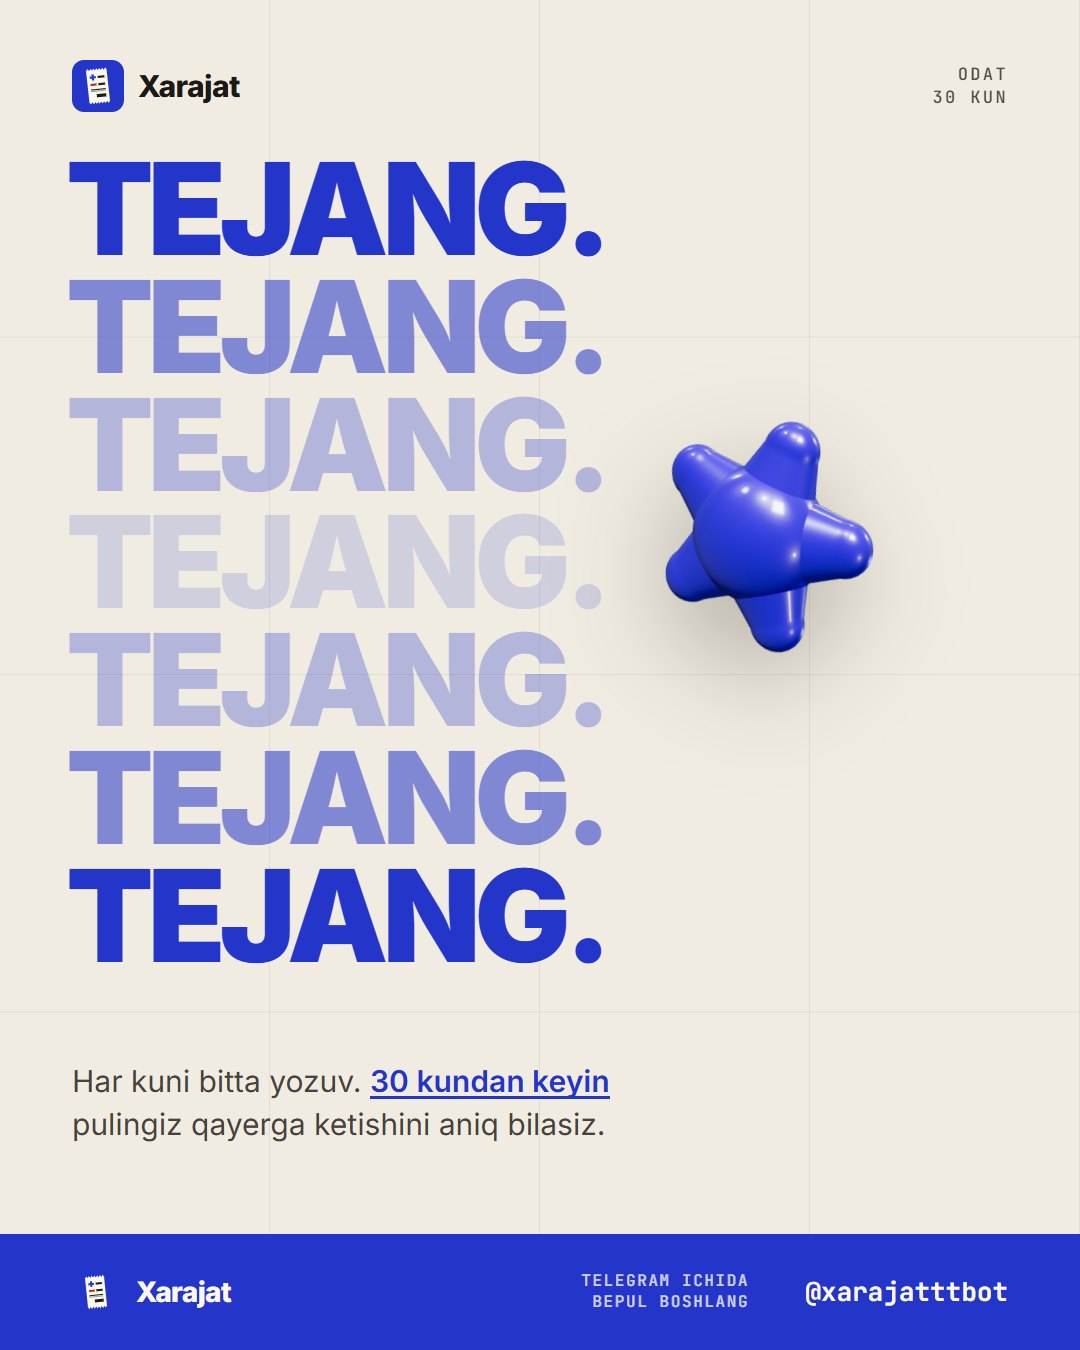 Xarajat
ODAT
30 KUN
TEJANG.
TEJANG.
TEJANG.
TEJANG.
TEJANG.
TEJANG.
TEJANG.
Har kuni bitta yozuv. 30 kundan keyin
pulingiz qayerga ketishini aniq bilasiz.
Xarajat
TELEGRAM ICHIDA
BEPUL BOSHLANG
@xarajatttbot